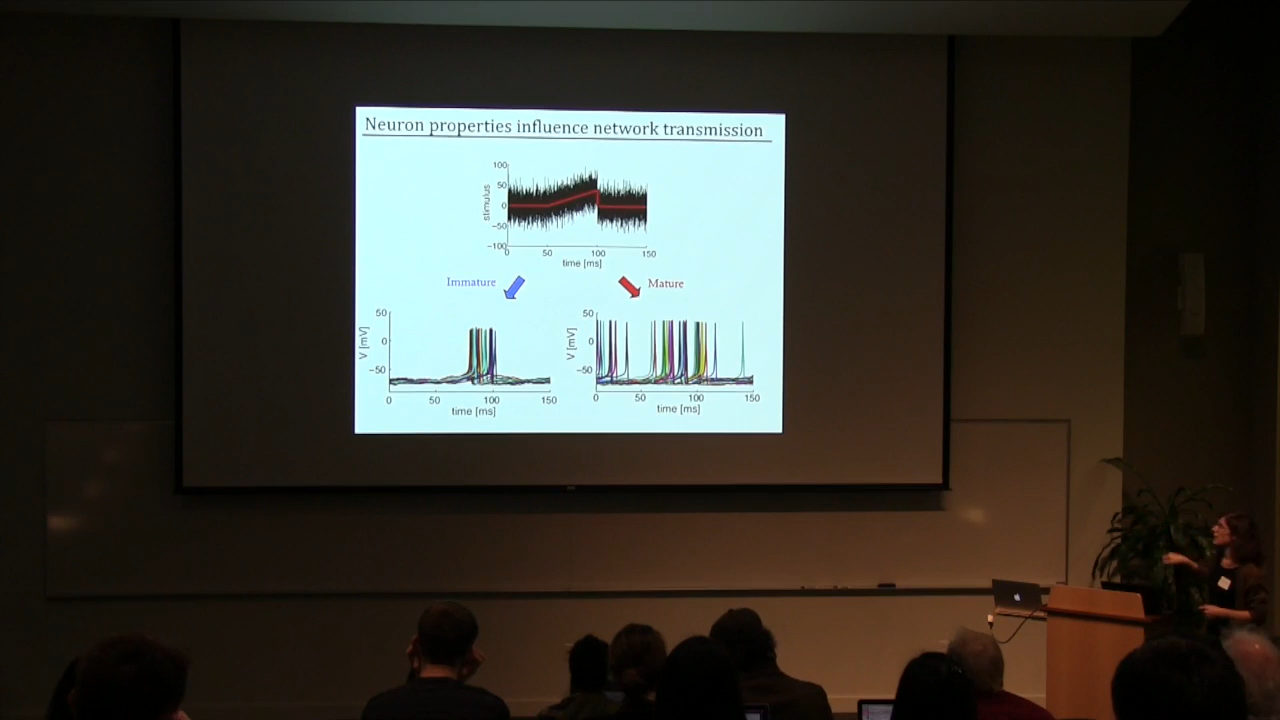 Neuron properties influence network transmission
100
50
0
−50
−100
stimulus
0 50 100 150
time [ms]
Immature
Mature
50
0
−50
V [mV]
0 50 100 150
time [ms]
50
0
−50
V [mV]
0 50 100 150
time [ms]